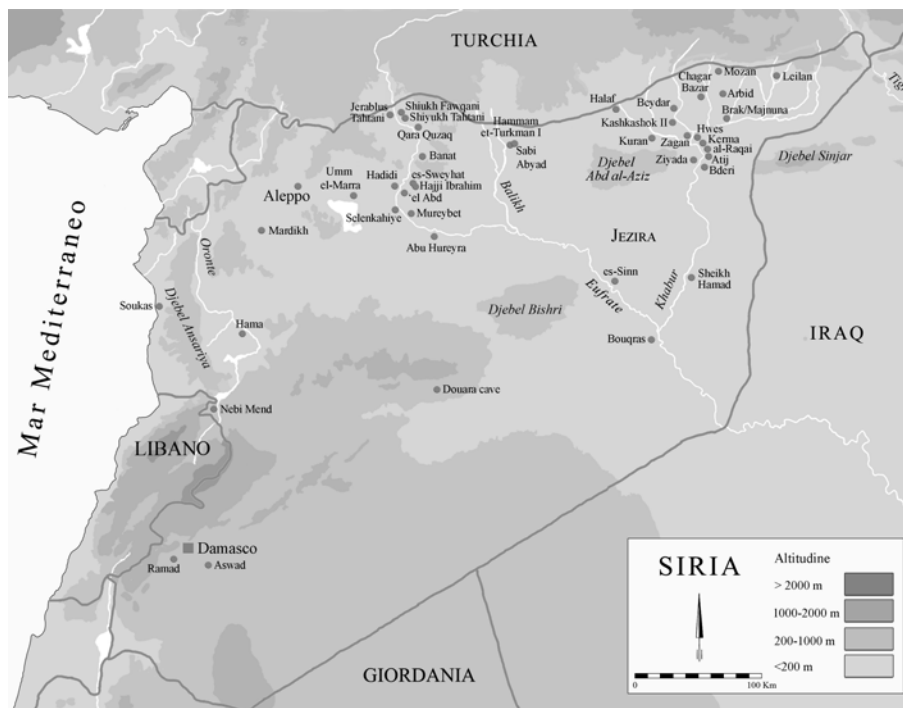 TURCHIA
Mozan
Chagar
Bazar
Leilan
Tig
Jerablus
Tahtani
Shiukh Fawqani
Shiyukh Tahtani
Halaf
Beydar
Arbid
Hammam
et-Turkman I
Kashkashok II
Brak/Majnuna
Qara Quzaq
Sabi
Abyad
Kuran
Zagan
Hwes
Kerma
al-Raqai
Banat
Ziyada
Atij
Djebel Sinjar
Djebel
Abd al-Aziz
Bderi
Umm
el-Marra
Hadidi
es-Sweyhat
Hajji Ibrahim
Aleppo
el Abd
Balikh
Selenkahiye
Mureybet
Mardikh
Abu Hureyra
JEZIRA
Oronte
es-Sinn
Sheikh
Hamad
Eufrate
Khabur
Soukas
Djebel Ansariya
Djebel Bishri
Hama
Bouqras
IRAQ
Mar Mediterraneo
Douara cave
Nebi Mend
LIBANO
Damasco
Ramad
Aswad
GIORDANIA
SIRIA
Altitudine
> 2000 m
1000-2000 m
200-1000 m
<200 m
0
100 Km